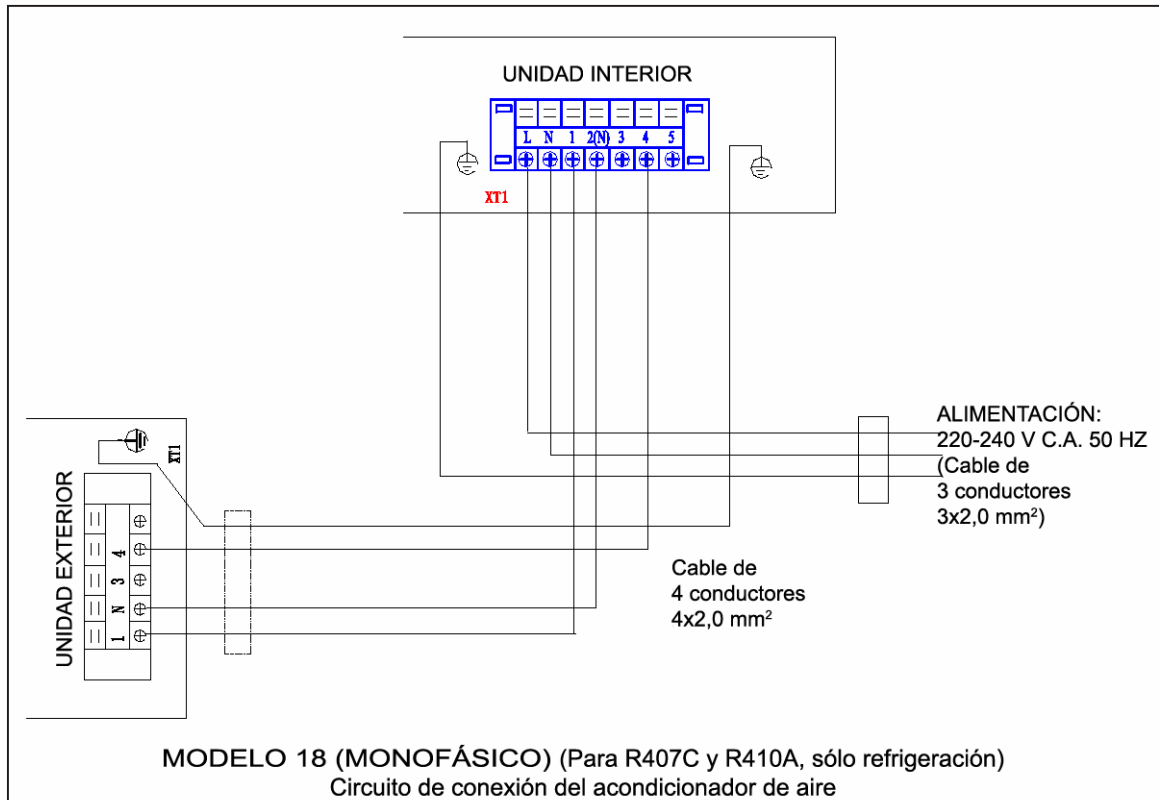 UNIDAD INTERIOR
L N 1 2(N) 3 4 5
XT1
ALIMENTACIÓN:
220-240 V C.A. 50 HZ
(Cable de
3 conductores
3x2,0 mm²)
XT1
UNIDAD EXTERIOR
1 N 3 4
Cable de
4 conductores
4x2,0 mm²
MODELO 18 (MONOFÁSICO) (Para R407C y R410A, sólo refrigeración)
Circuito de conexión del acondicionador de aire